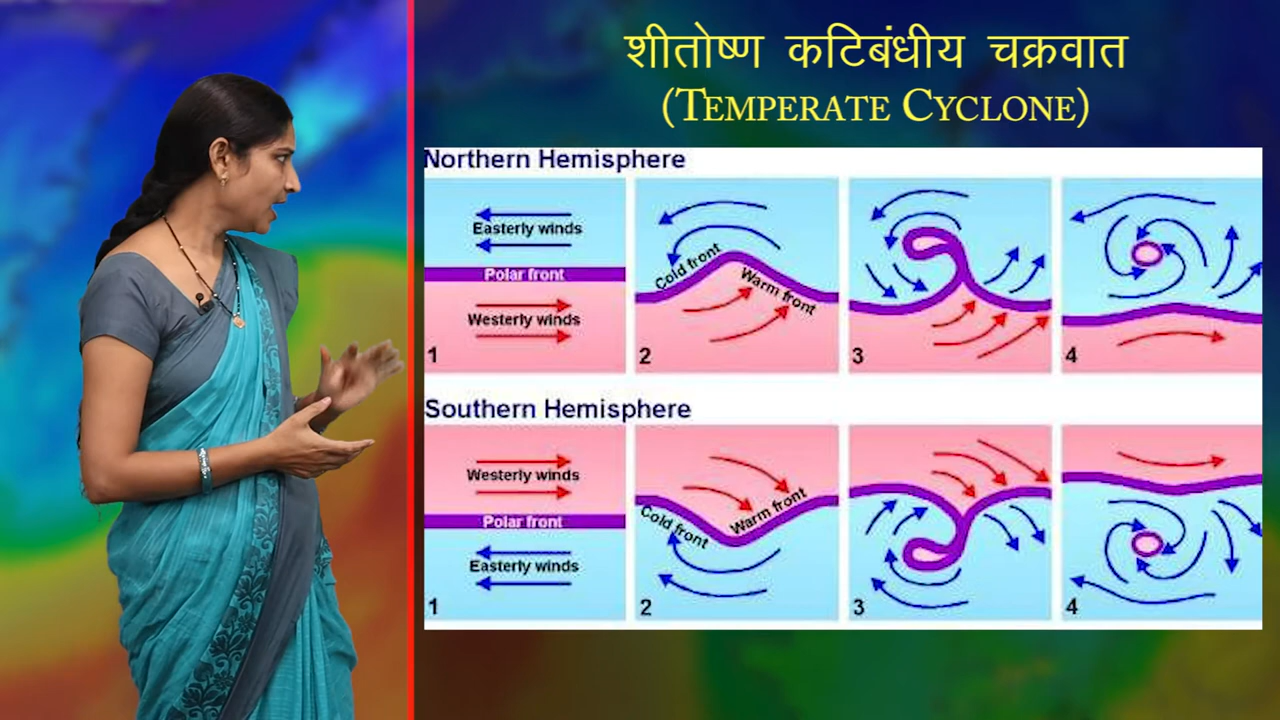 शीतोष्ण कटिबंधीय चक्रवात
(TEMPERATE CYCLONE)
Northern Hemisphere
Easterly winds
Polar front
Westerly winds
1
Cold front
Warm front
2
3
4
Southern Hemisphere
Westerly winds
Polar front
Easterly winds
1
Cold front
Warm front
2
3
4